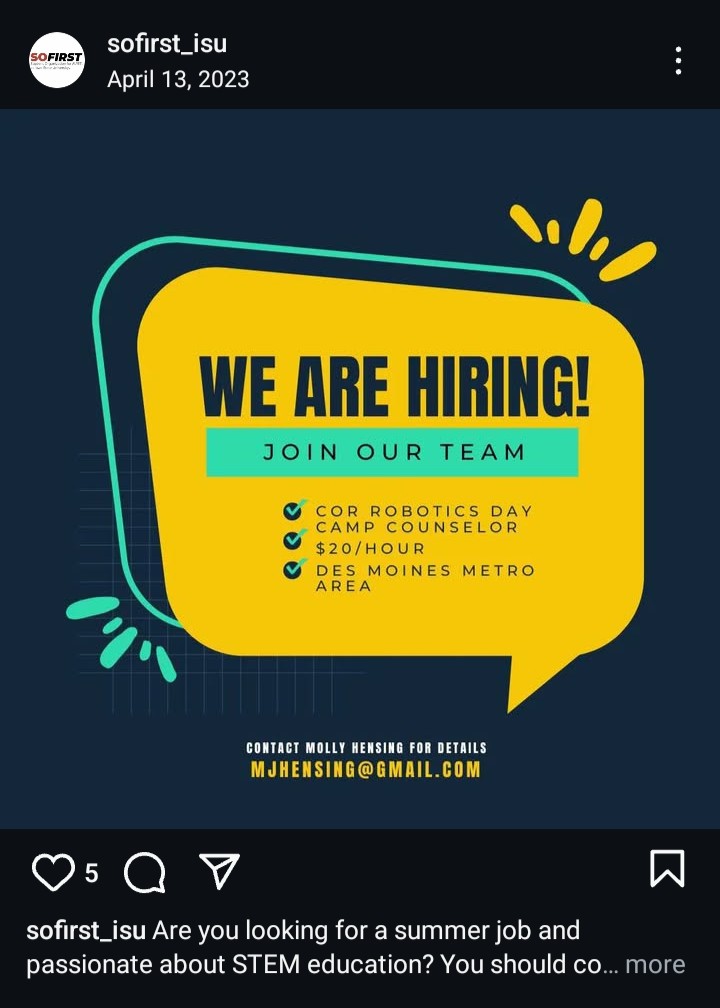 SOFIRST
sofirst_isu
April 13, 2023
WE ARE HIRING!
JOIN OUR TEAM
COR ROBOTICS DAY
CAMP COUNSELOR
$20/HOUR
DES MOINES METRO
AREA
CONTACT MOLLY HENSING FOR DETAILS
MJHENSING@GMAIL.COM
5
sofirst_isu Are you looking for a summer job and
passionate about STEM education? You should co... more